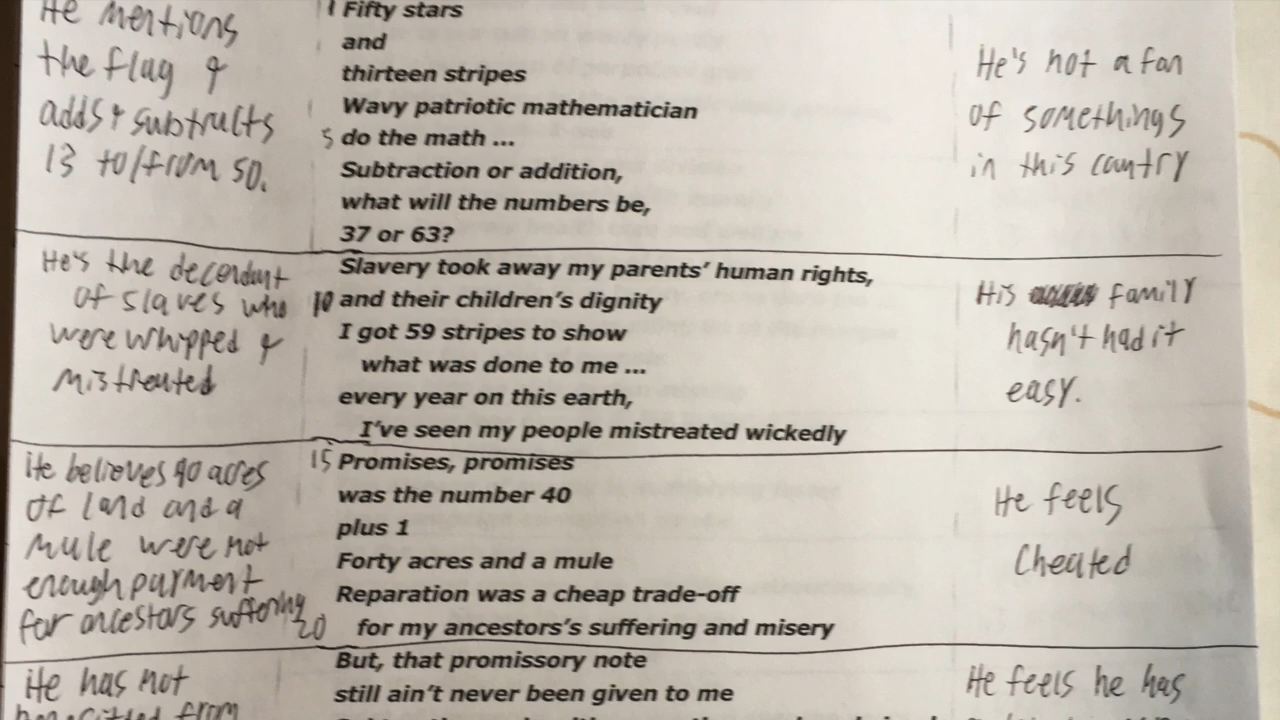 He mentions
the flag &
adds & subtracts
13 to/from 50.
1 Fifty stars
and
thirteen stripes
Wavy patriotic mathematician
5 do the math ...
Subtraction or addition,
what will the numbers be,
37 or 63?
He's not a fan
of somethings
in this cantry
He's the decendant
of slaves who
were whipped &
mistreated
Slavery took away my parents' human rights,
10 and their children's dignity
I got 59 stripes to show
what was done to me ...
every year on this earth,
I've seen my people mistreated wickedly
His family
hasn't had it
easy.
He believes 40 acres
of land and a
mule were not
enough payment
for ancestors suffering
15 Promises, promises
was the number 40
plus 1
Forty acres and a mule
Reparation was a cheap trade-off
20 for my ancestors's suffering and misery
He feels
Cheated
He has not
from
But, that promissory note
still ain't never been given to me
He feels he has